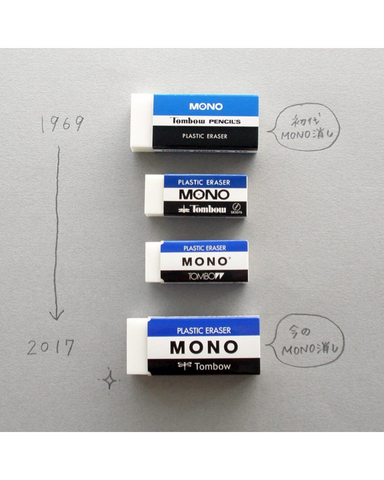 1969
MONO
Tombow PENCILS
PLASTIC ERASER
初代
MONO消し
PLASTIC ERASER
MONO
Tombow
PLASTIC ERASER
MONO
TOMBOW
2017
PLASTIC ERASER
MONO
Tombow
今の
MONO消し